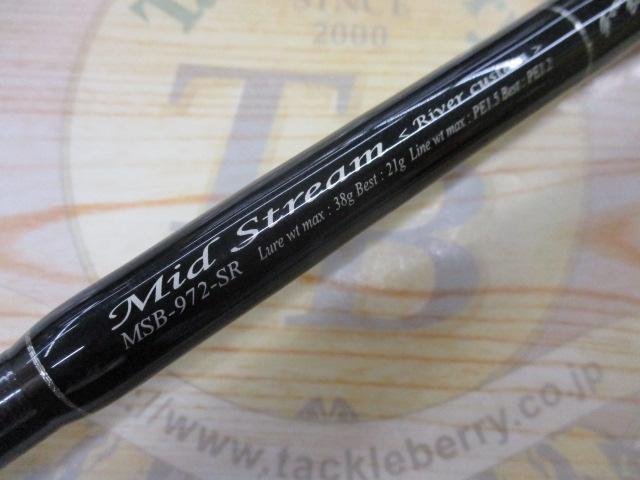 SINCE
2000
TB
Mid Stream < River custom >
MSB-972-SR
Lure wt max : 38g Best : 21g Line wt max : PE1.5 Best : PE1.2
www.tackleberry.co.jp